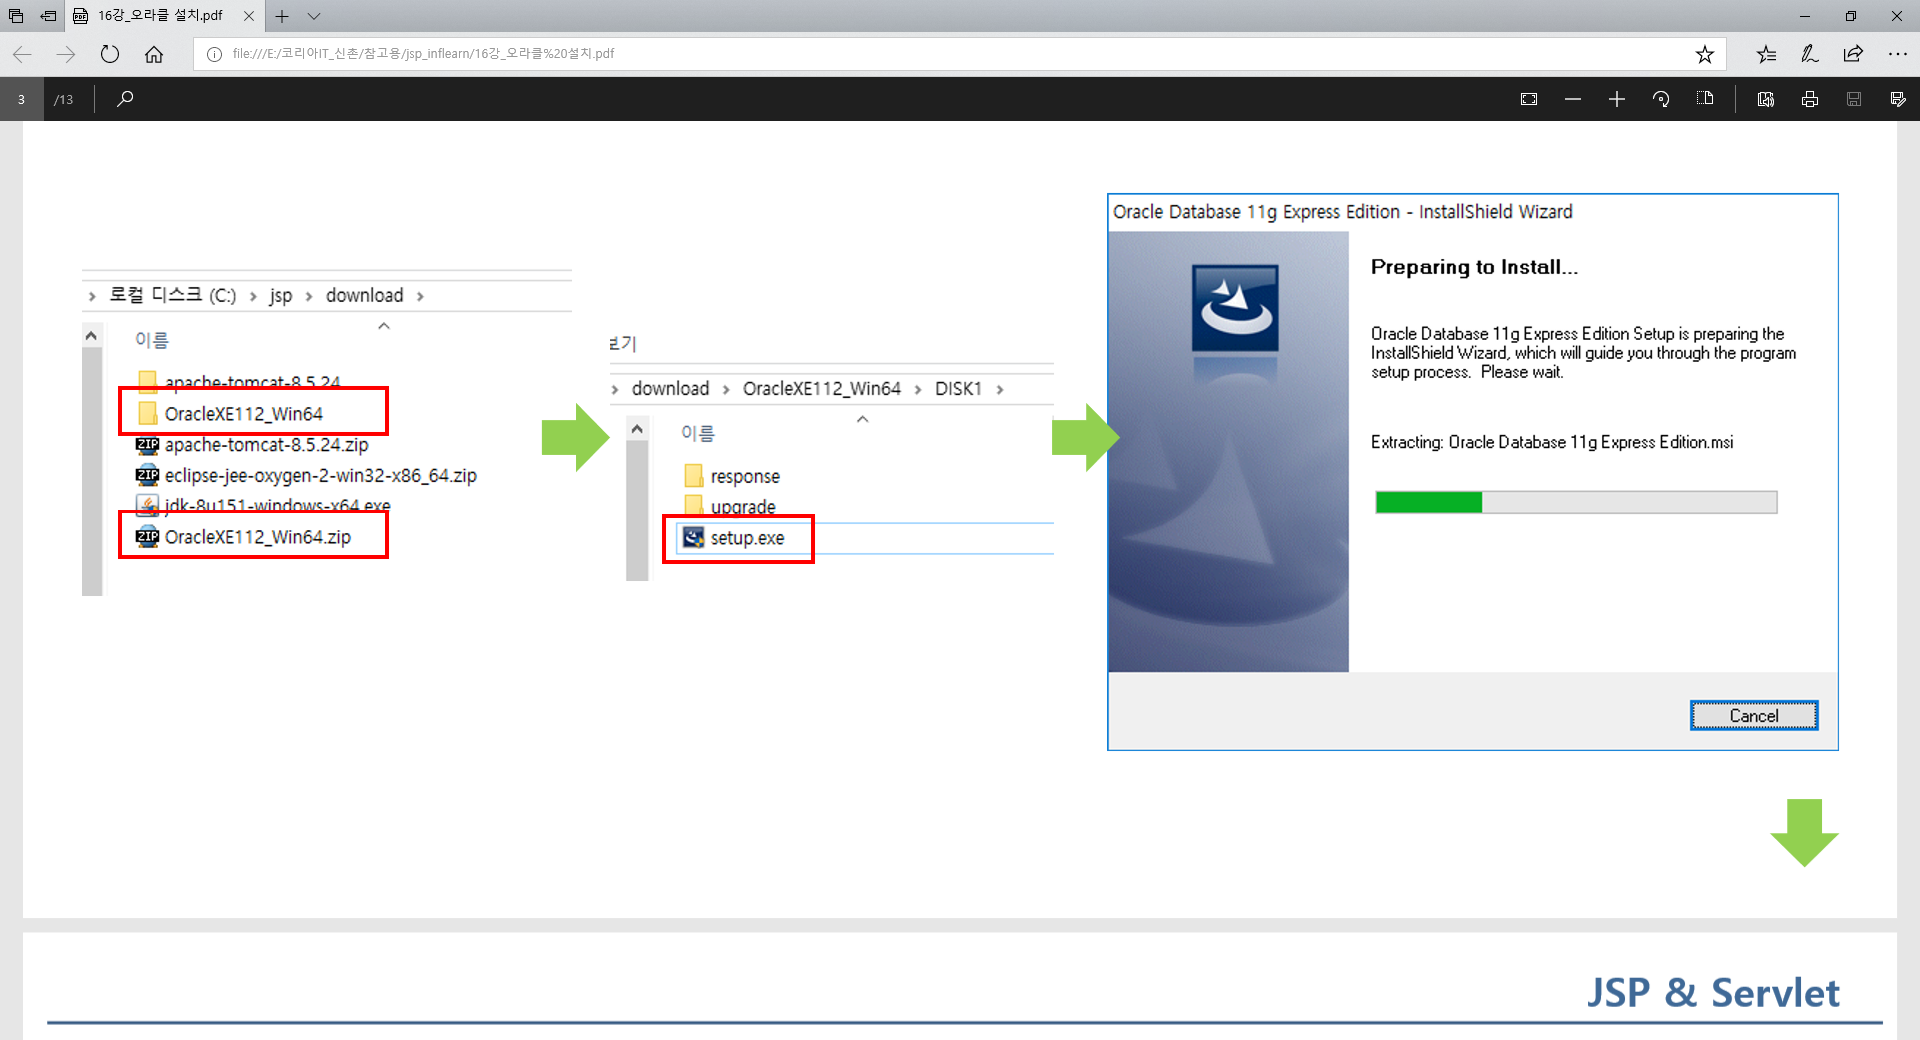 16강_오라클 설치.pdf
file:///E:/코리아IT_신촌/참고용/jsp_inflearn/16강_오라클%20설치.pdf
3 /13
로컬 디스크 (C:) > jsp > download >
이름
apache-tomcat-8.5.24
OracleXE112_Win64
apache-tomcat-8.5.24.zip
eclipse-jee-oxygen-2-win32-x86_64.zip
jdk-8u151-windows-x64.exe
OracleXE112_Win64.zip
보기
> download > OracleXE112_Win64 > DISK1 >
이름
response
upgrade
setup.exe
Oracle Database 11g Express Edition - InstallShield Wizard
Preparing to Install...
Oracle Database 11g Express Edition Setup is preparing the
InstallShield Wizard, which will guide you through the program
setup process. Please wait.
Extracting: Oracle Database 11g Express Edition.msi
Cancel
JSP & Servlet